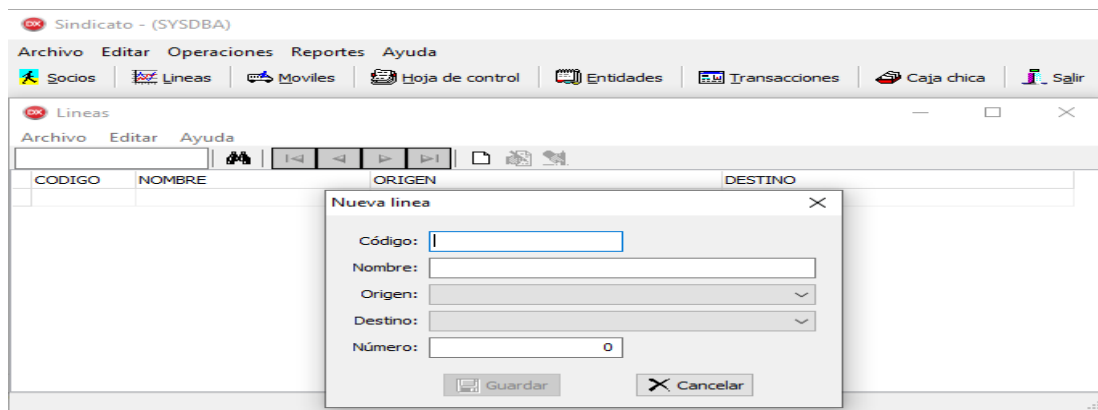 Sindicato - (SYSDBA)
Archivo Editar Operaciones Reportes Ayuda
Socios Lineas Moviles Hoja de control Entidades Transacciones Caja chica Salir
Lineas
Archivo Editar Ayuda
CODIGO NOMBRE ORIGEN DESTINO
Nueva linea
Código:
Nombre:
Origen:
Destino:
Número: 0
Guardar Cancelar